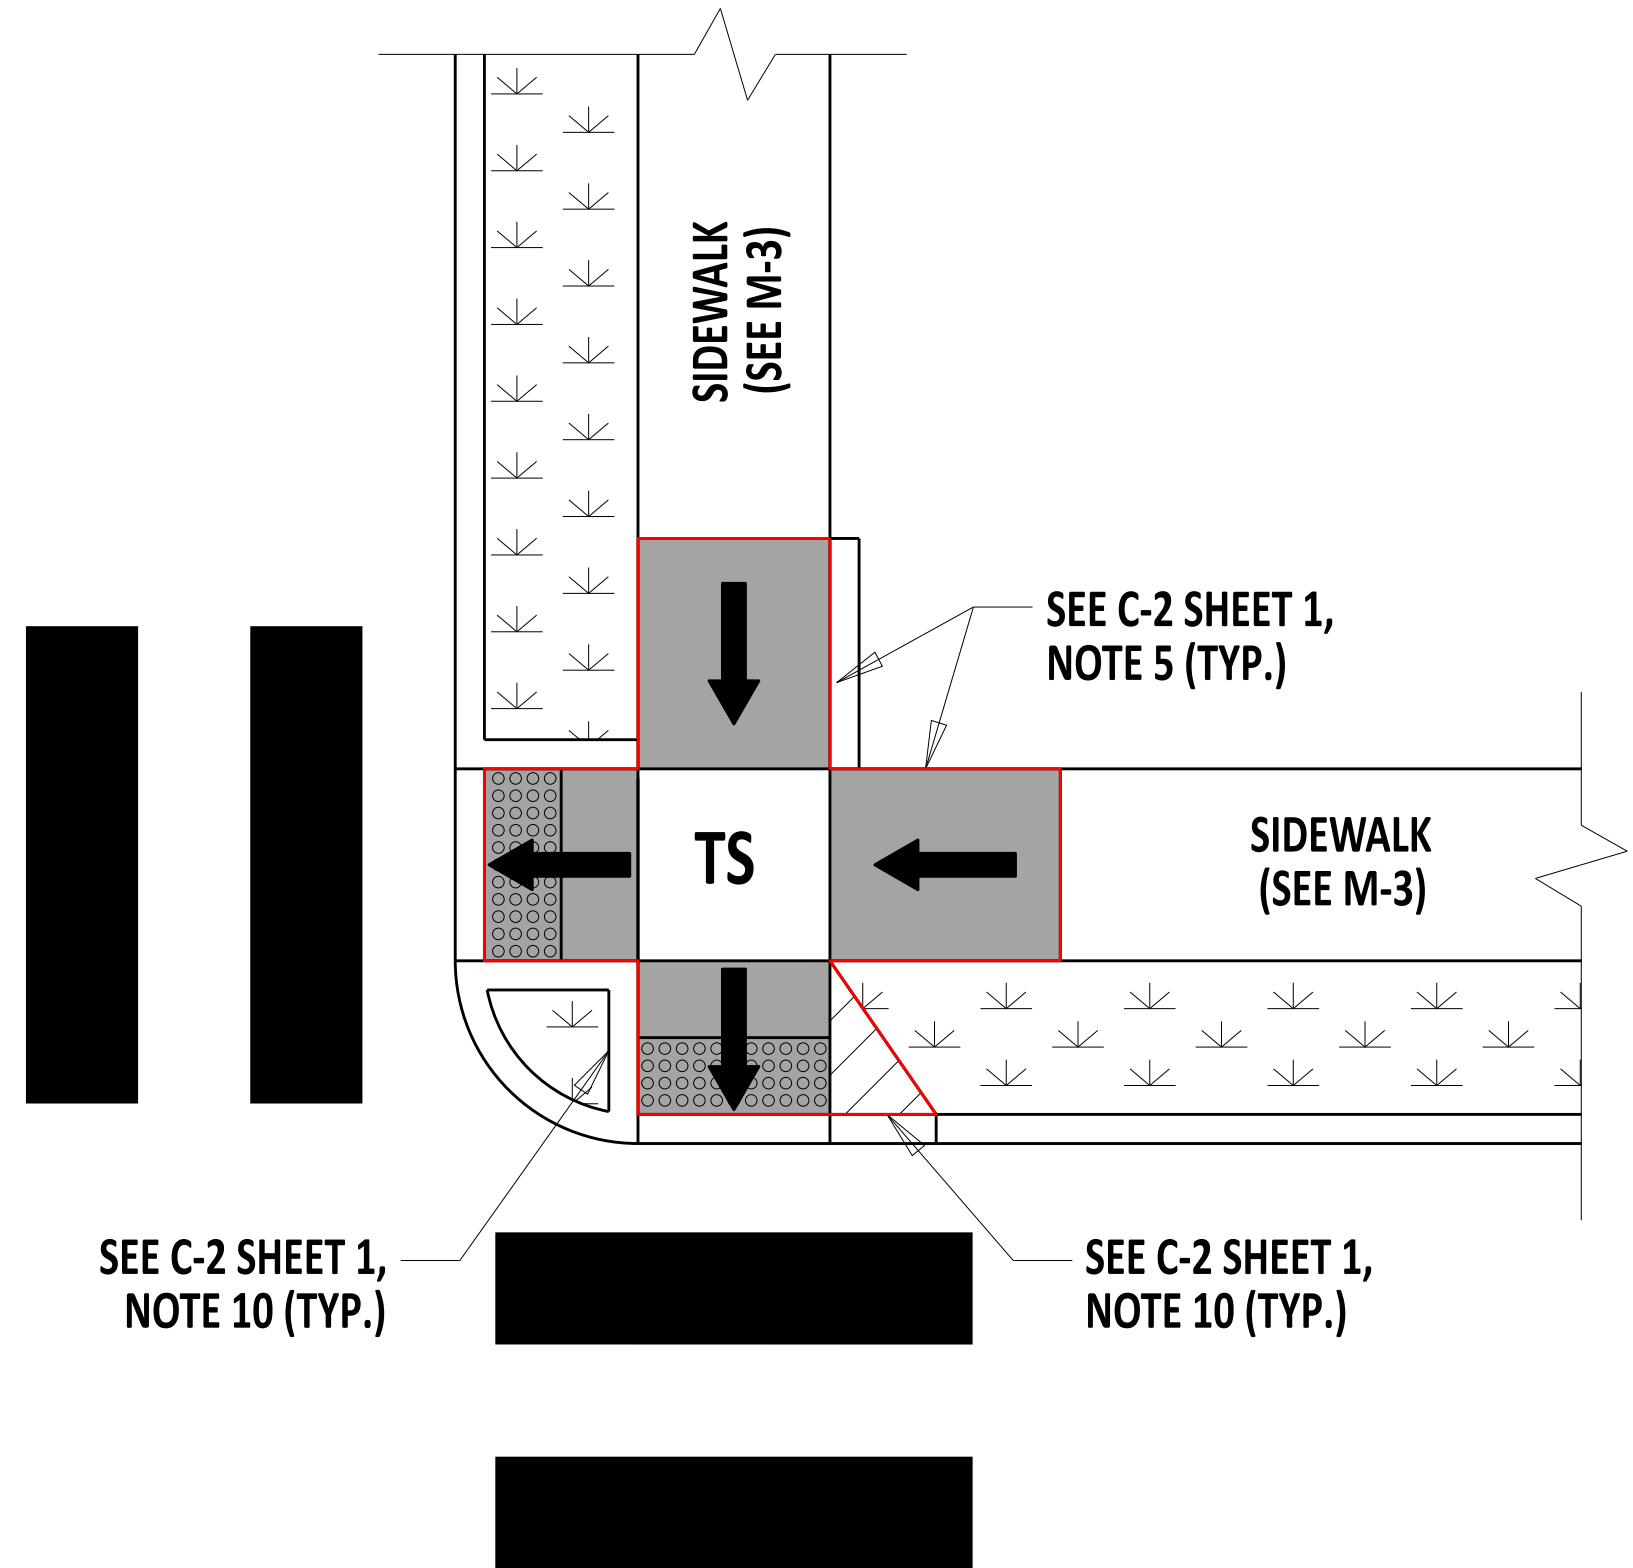 SIDEWALK
(SEE M-3)
SEE C-2 SHEET 1,
NOTE 5 (TYP.)
TS
SIDEWALK
(SEE M-3)
SEE C-2 SHEET 1,
NOTE 10 (TYP.)
SEE C-2 SHEET 1,
NOTE 10 (TYP.)